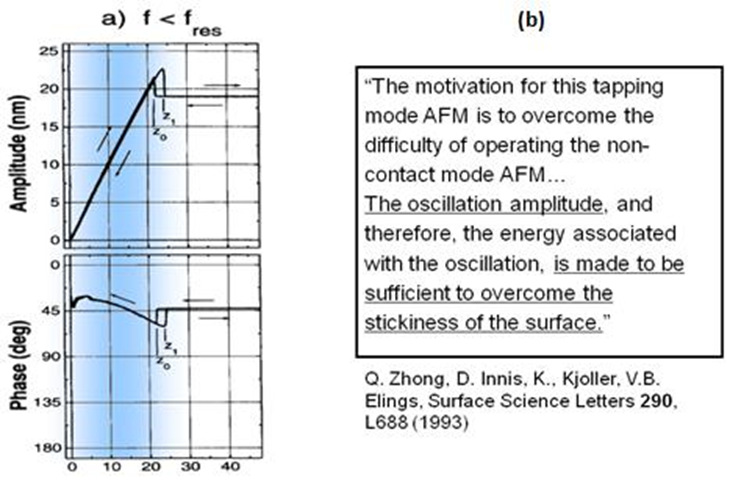 a) f < fres
25
20
15
10
5
0
Amplitude (nm)
z1
zo
0
45
90
135
180
Phase (deg)
z1
zo
0 10 20 30 40
(b)
“The motivation for this tapping
mode AFM is to overcome the
difficulty of operating the non-
contact mode AFM…
The oscillation amplitude, and
therefore, the energy associated
with the oscillation, is made to be
sufficient to overcome the
stickiness of the surface.”
Q. Zhong, D. Innis, K., Kjoller, V.B.
Elings, Surface Science Letters 290,
L688 (1993)